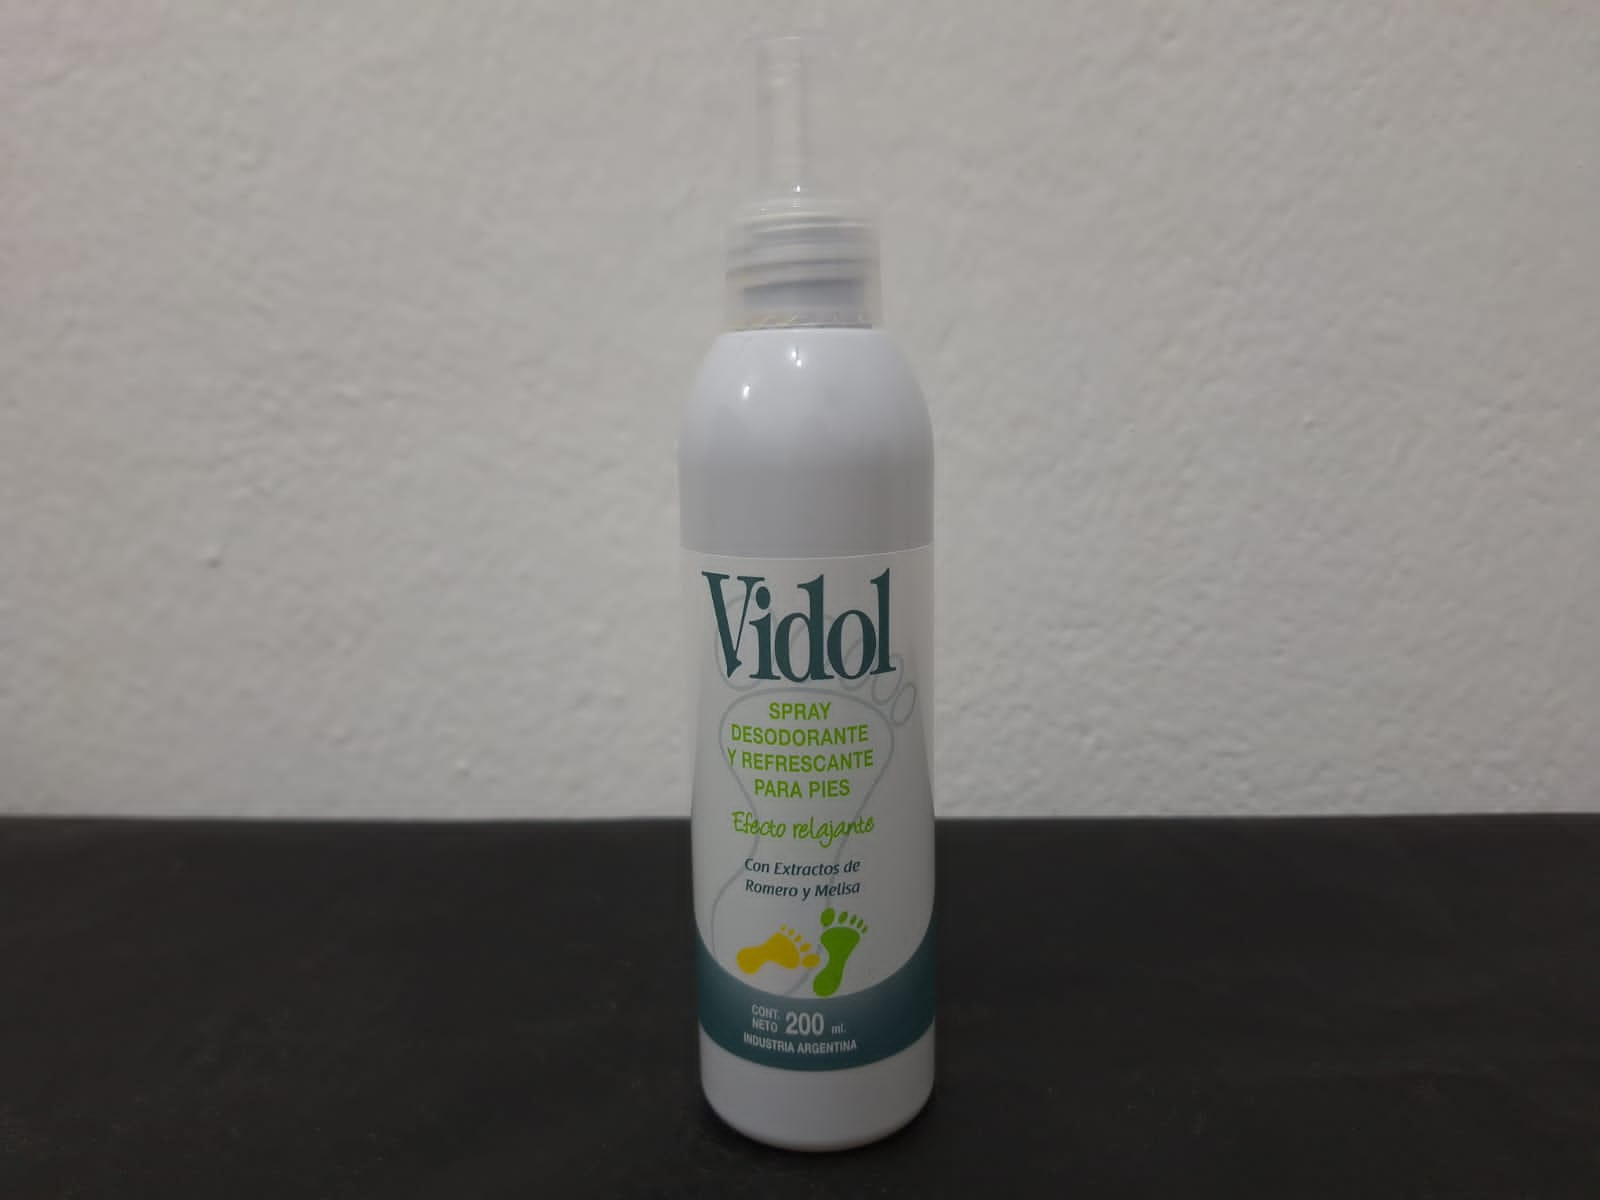 Vidol
SPRAY
DESODORANTE
Y REFRESCANTE
PARA PIES
Efecto relajante
Con Extractos de
Romero y Melisa
CONT.
NETO 200 ml.
INDUSTRIA ARGENTINA